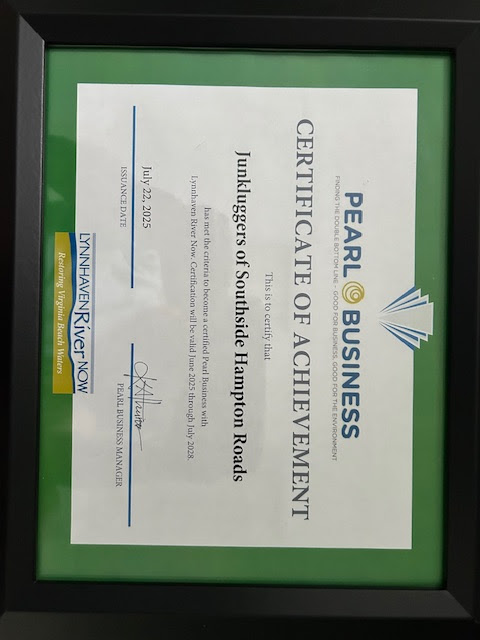 PEARL BUSINESS
FINDING THE DOUBLE BOTTOM LINE - GOOD FOR BUSINESS, GOOD FOR THE ENVIRONMENT
CERTIFICATE OF ACHIEVEMENT
This is to certify that
Junkluggers of Southside Hampton Roads
has met the criteria to become a certified Pearl Business with
Lynnhaven River Now. Certification will be valid June 2025 through July 2028.
July 22, 2025
ISSUANCE DATE
PEARL BUSINESS MANAGER
LYNNHAVEN River NOW
Restoring Virginia Beach Waters